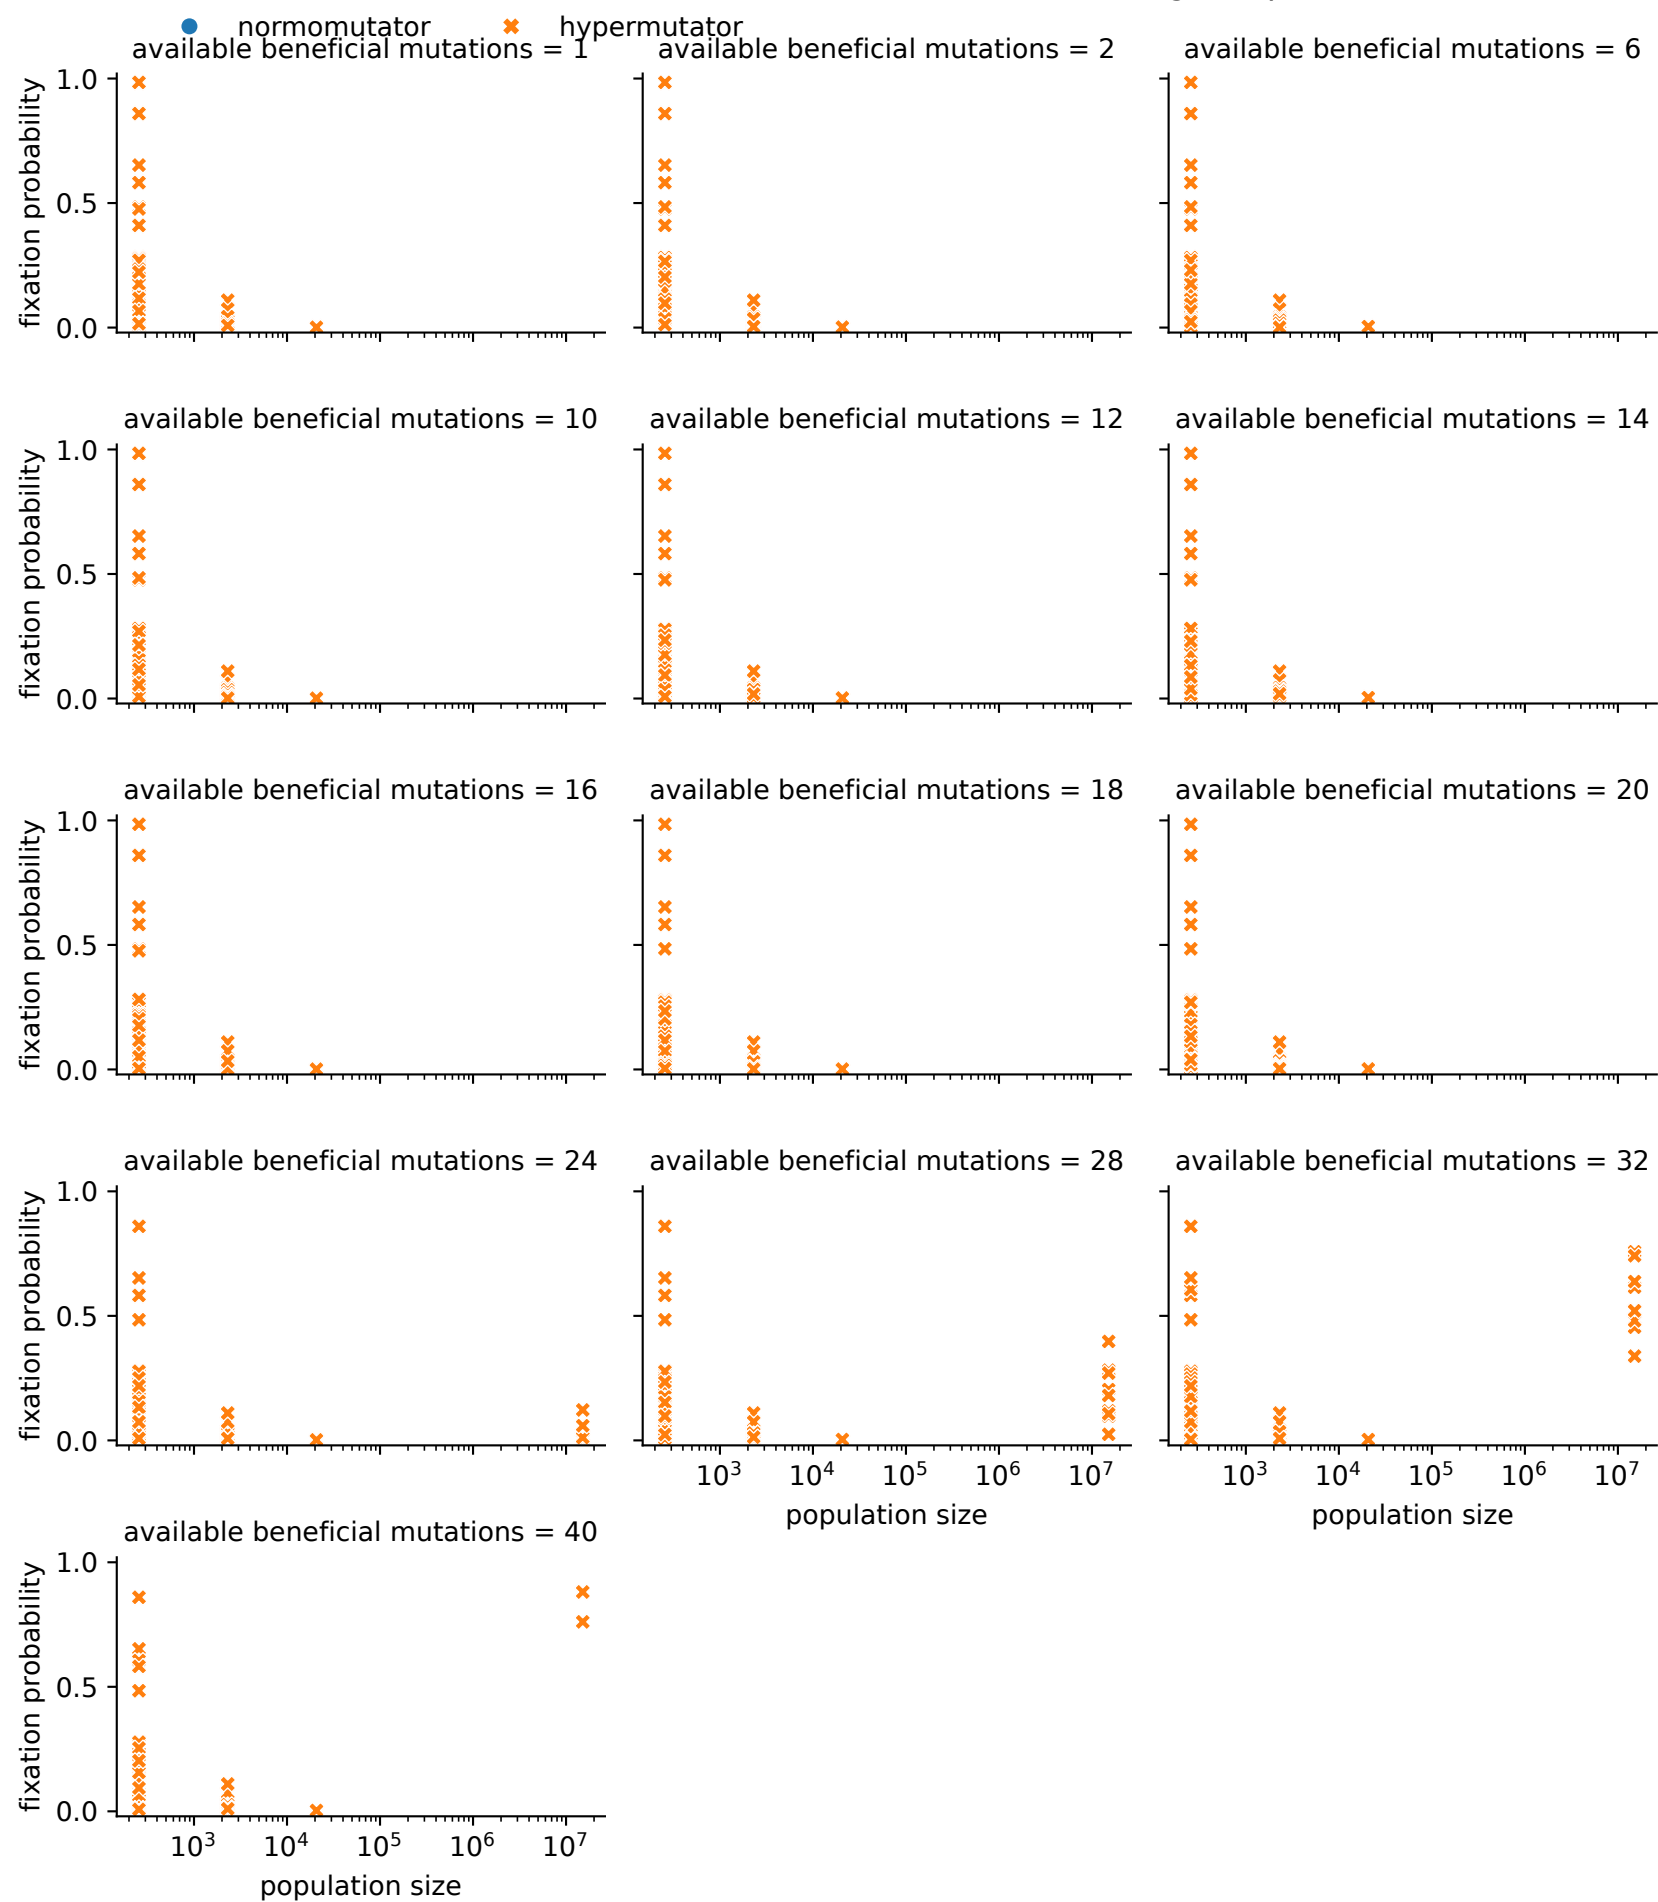 normomutator hypermutator
available beneficial mutations = 1 available beneficial mutations = 2 available beneficial mutations = 6
fixation probability
1.0
0.5
0.0
available beneficial mutations = 10 available beneficial mutations = 12 available beneficial mutations = 14
fixation probability
1.0
0.5
0.0
available beneficial mutations = 16 available beneficial mutations = 18 available beneficial mutations = 20
fixation probability
1.0
0.5
0.0
available beneficial mutations = 24 available beneficial mutations = 28 available beneficial mutations = 32
fixation probability
1.0
0.5
0.0
10³ 10⁴ 10⁵ 10⁶ 10⁷ 10³ 10⁴ 10⁵ 10⁶ 10⁷
population size population size
available beneficial mutations = 40
fixation probability
1.0
0.5
0.0
10³ 10⁴ 10⁵ 10⁶ 10⁷
population size